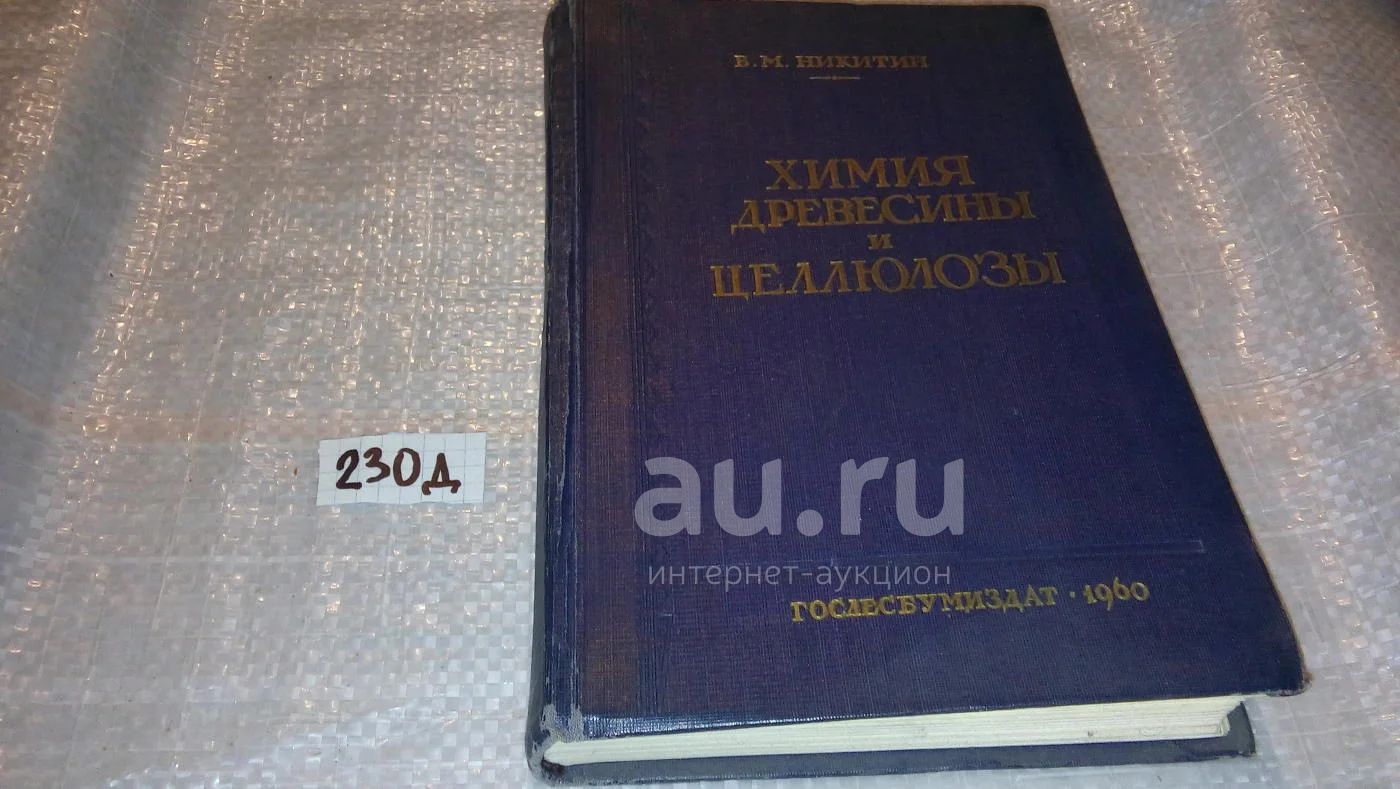 В. М. НИКИТИН
ХИМИЯ
ДРЕВЕСИНЫ
и
ЦЕЛЛЮЛОЗЫ
230Д
au.ru
интернет-аукцион
ГОСЛЕСБУМИЗДАТ · 1960